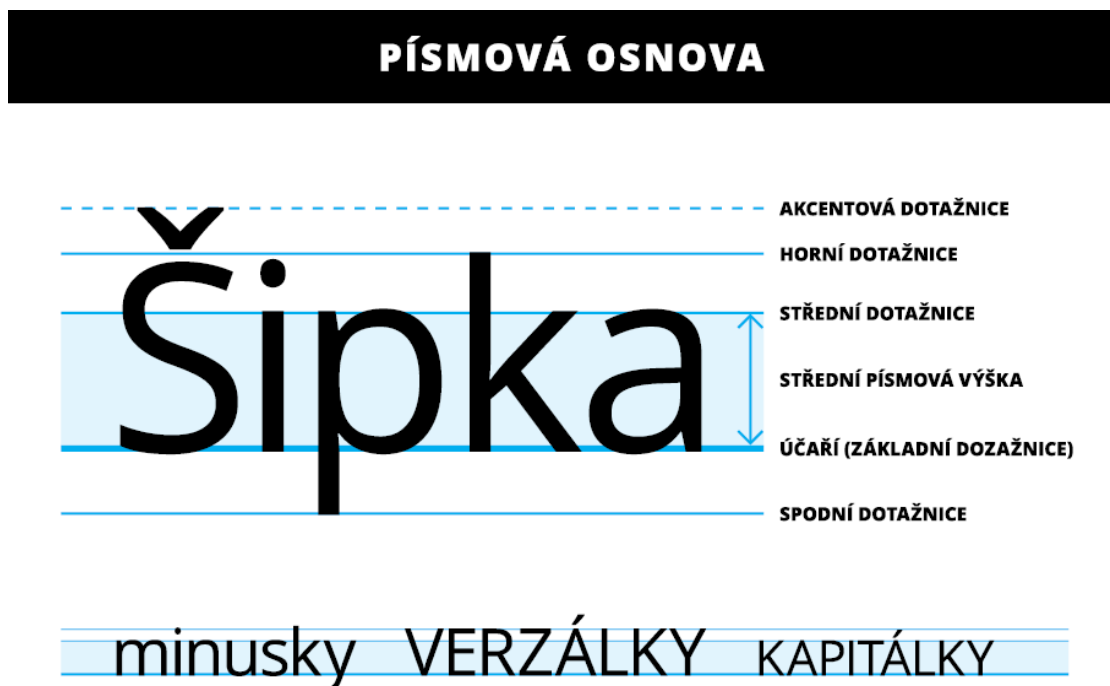 PÍSMOVÁ OSNOVA
Šipka
AKCENTOVÁ DOTAŽNICE
HORNÍ DOTAŽNICE
STŘEDNÍ DOTAŽNICE
STŘEDNÍ PÍSMOVÁ VÝŠKA
ÚČAŘÍ (ZÁKLADNÍ DOZAŽNICE)
SPODNÍ DOTAŽNICE
minusky VERZÁLKY KAPITÁLKY